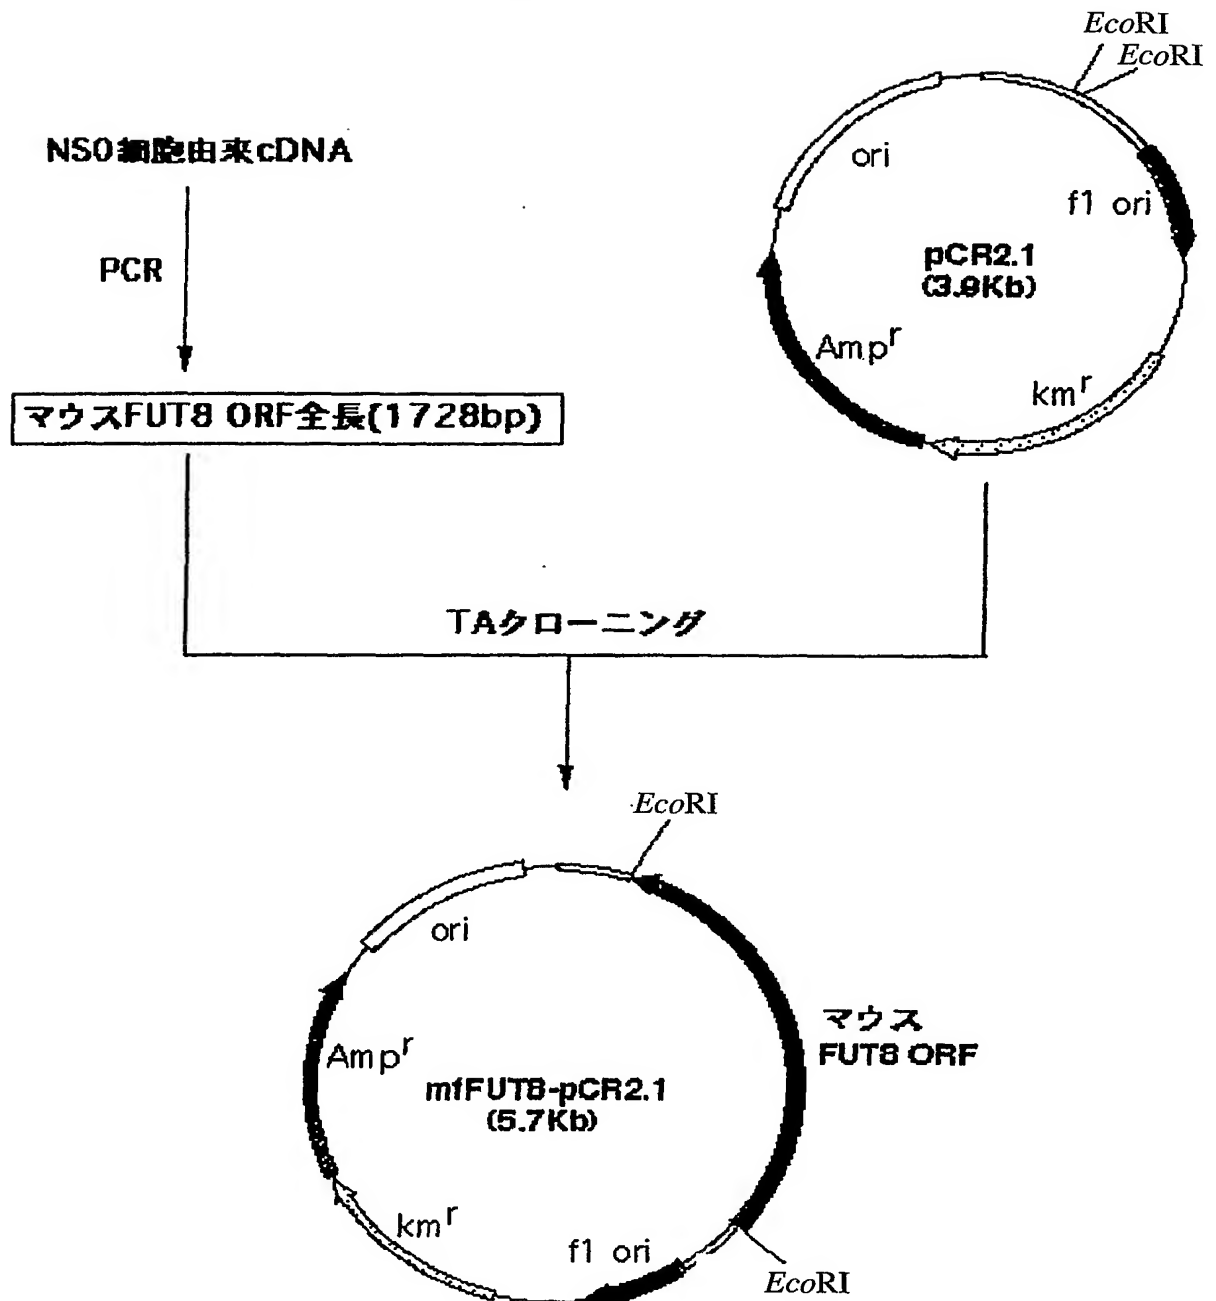 EcoRI
EcoRI
NS0細胞由来cDNA
ori
f1 ori
PCR
pCR2.1
(3.9Kb)
Ampr
kmr
マウスFUT8 ORF全長(1728bp)
TAクローニング
EcoRI
ori
マウス
FUT8 ORF
Ampr
mfFUT8-pCR2.1
(5.7Kb)
kmr
f1 ori
EcoRI